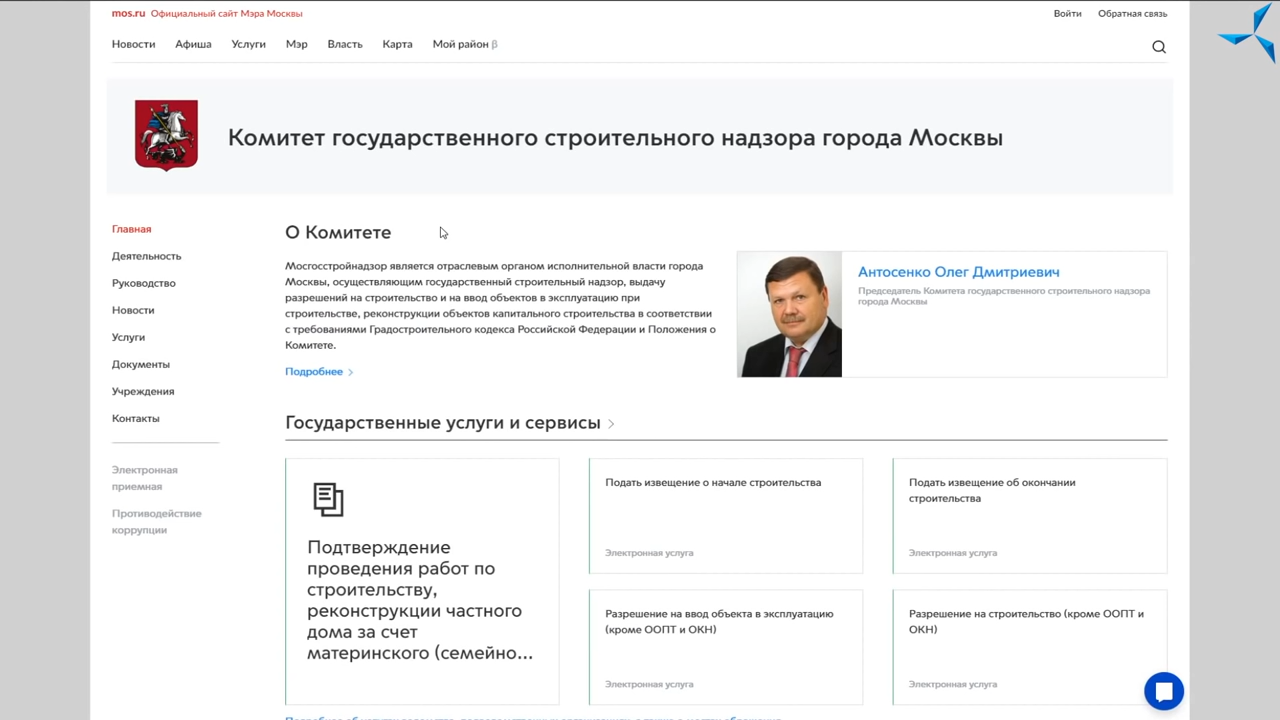 mos.ru Официальный сайт Мэра Москвы
Войти Обратная связь
Новости Афиша Услуги Мэр Власть Карта Мой район β
Комитет государственного строительного надзора города Москвы
Главная
Деятельность
Руководство
Новости
Услуги
Документы
Учреждения
Контакты
Электронная
приемная
Противодействие
коррупции
О Комитете
Мосгосстройнадзор является отраслевым органом исполнительной власти города
Москвы, осуществляющим государственный строительный надзор, выдачу
разрешений на строительство и на ввод объектов в эксплуатацию при
строительстве, реконструкции объектов капитального строительства в соответствии
с требованиями Градостроительного кодекса Российской Федерации и Положения о
Комитете.
Подробнее
Антосенко Олег Дмитриевич
Председатель Комитета государственного строительного надзора
города Москвы
Государственные услуги и сервисы
Подтверждение
проведения работ по
строительству,
реконструкции частного
дома за счет
материнского (семейно...
Подать извещение о начале строительства
Электронная услуга
Подать извещение об окончании
строительства
Электронная услуга
Разрешение на ввод объекта в эксплуатацию
(кроме ООПТ и ОКН)
Электронная услуга
Разрешение на строительство (кроме ООПТ и
ОКН)
Электронная услуга